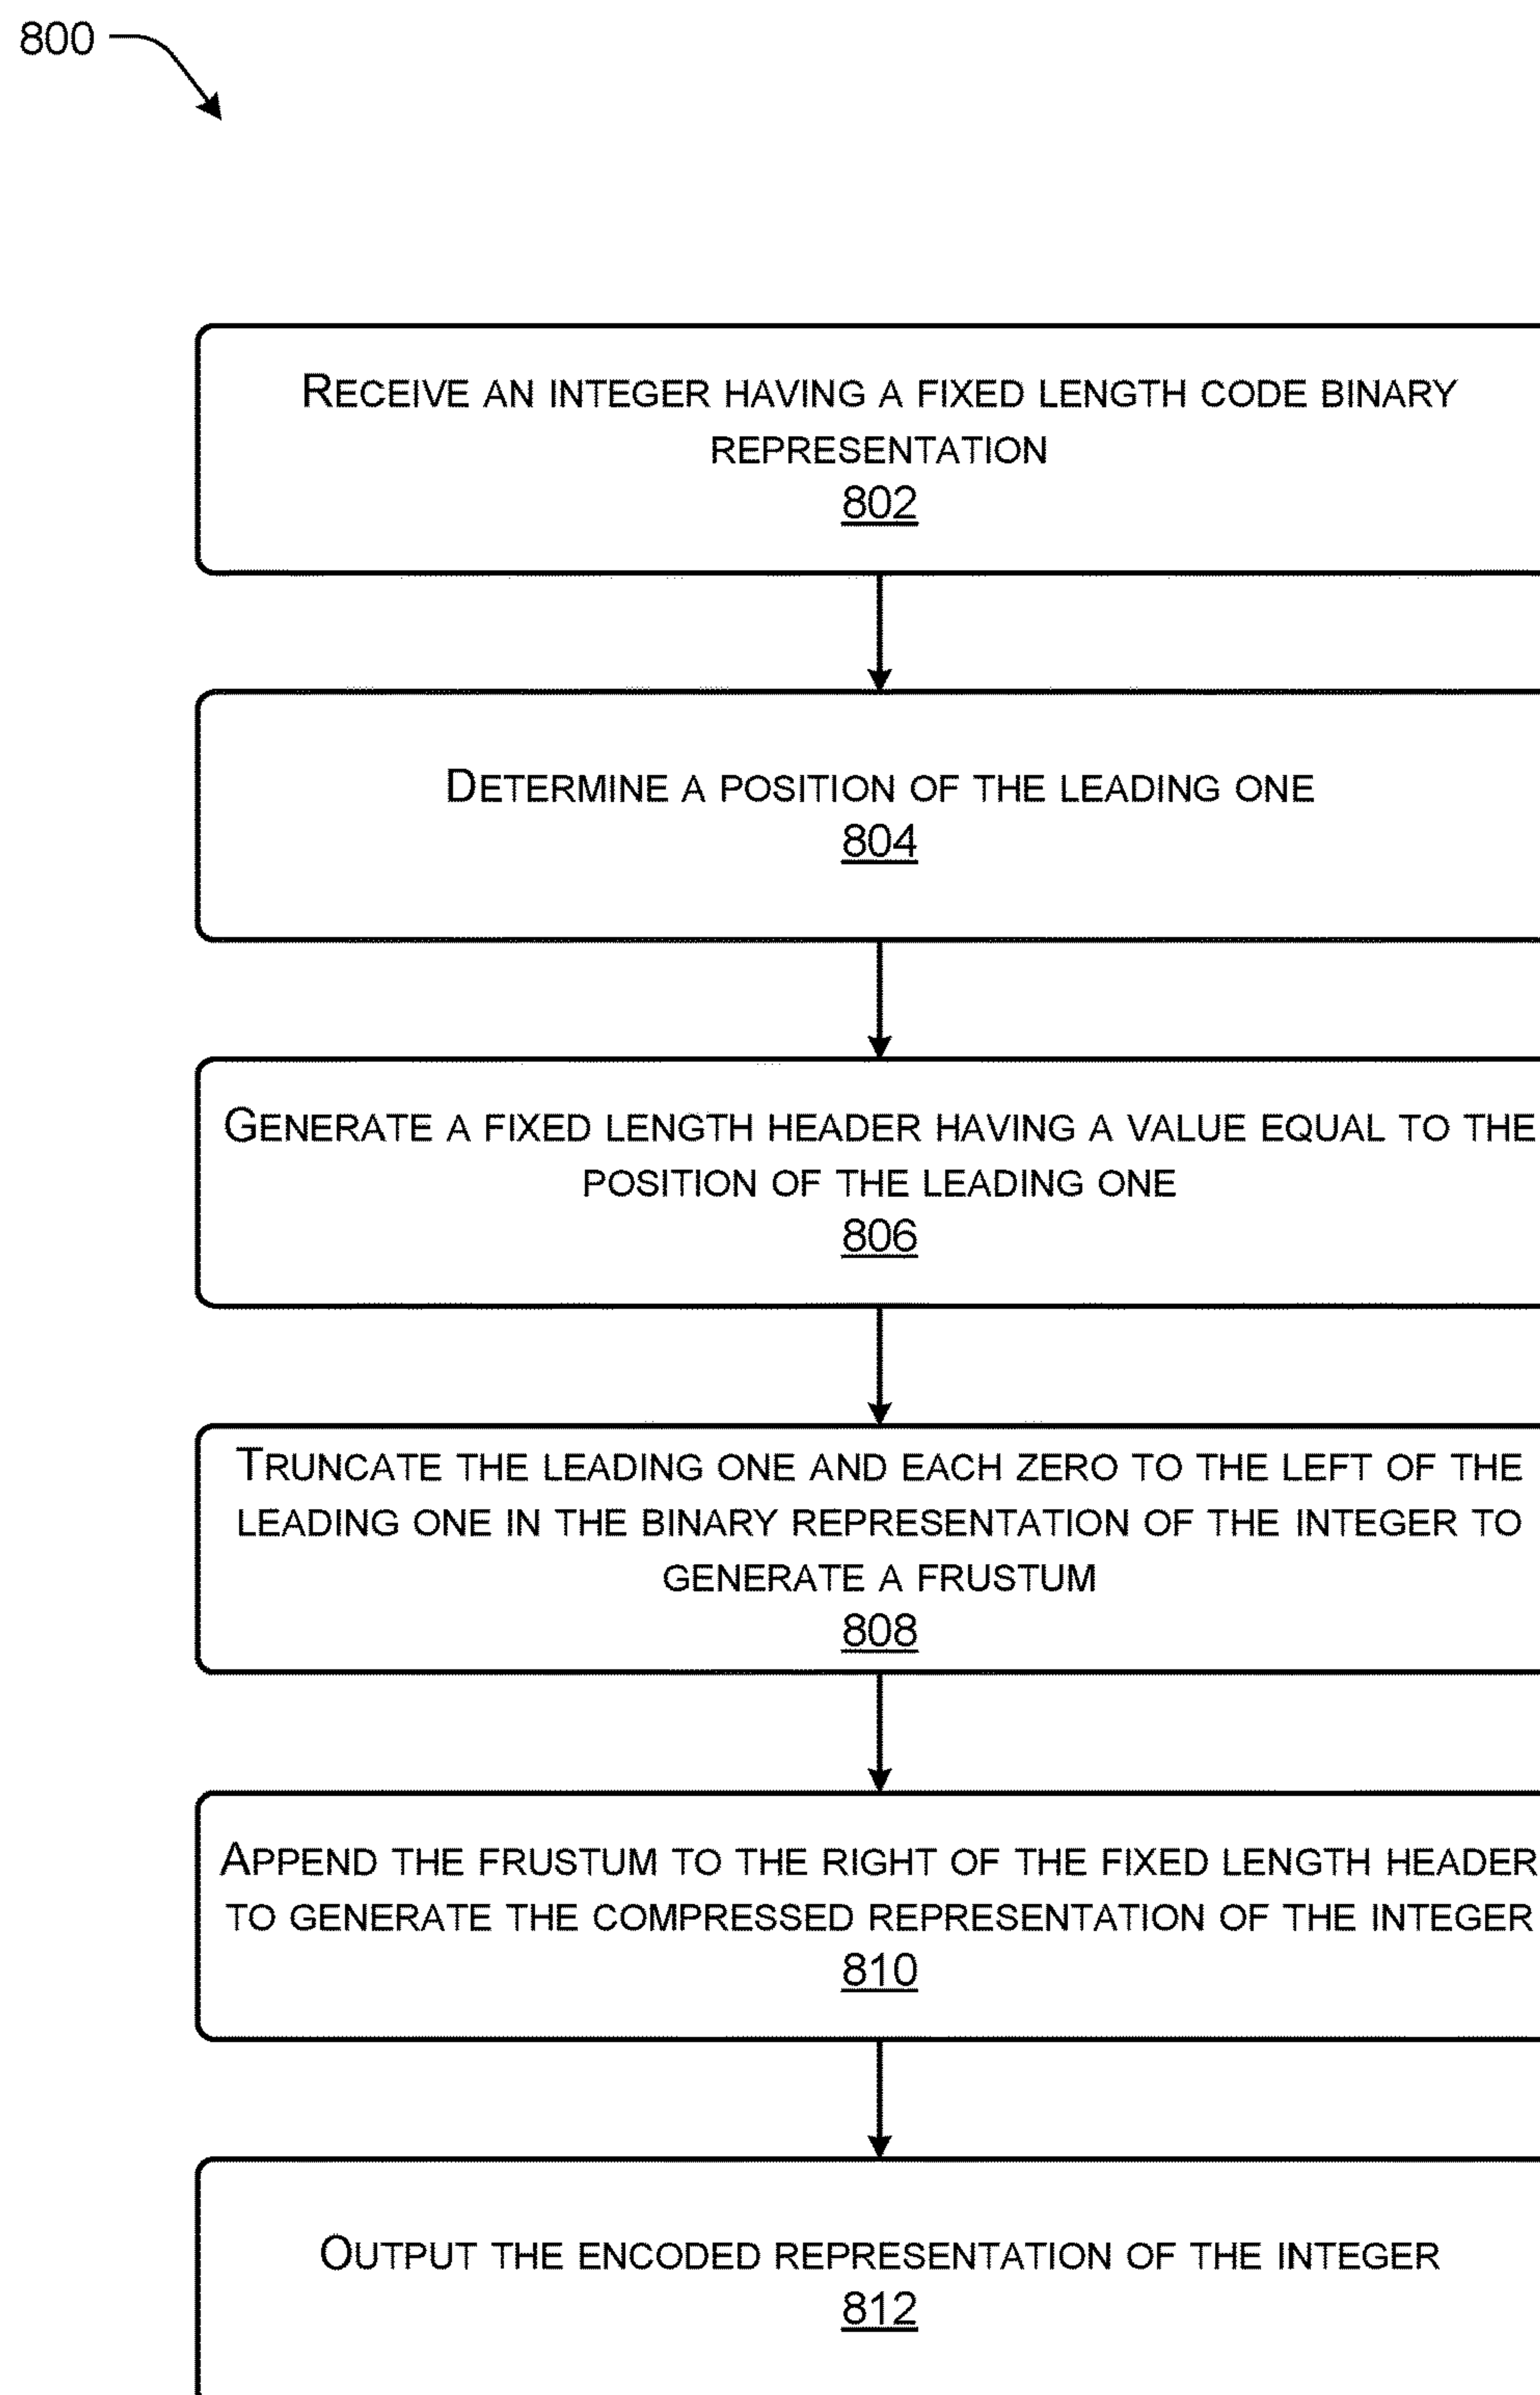 800
RECEIVE AN INTEGER HAVING A FIXED LENGTH CODE BINARY
REPRESENTATION
802
DETERMINE A POSITION OF THE LEADING ONE
804
GENERATE A FIXED LENGTH HEADER HAVING A VALUE EQUAL TO THE
POSITION OF THE LEADING ONE
806
TRUNCATE THE LEADING ONE AND EACH ZERO TO THE LEFT OF THE
LEADING ONE IN THE BINARY REPRESENTATION OF THE INTEGER TO
GENERATE A FRUSTUM
808
APPEND THE FRUSTUM TO THE RIGHT OF THE FIXED LENGTH HEADER
TO GENERATE THE COMPRESSED REPRESENTATION OF THE INTEGER
810
OUTPUT THE ENCODED REPRESENTATION OF THE INTEGER
812